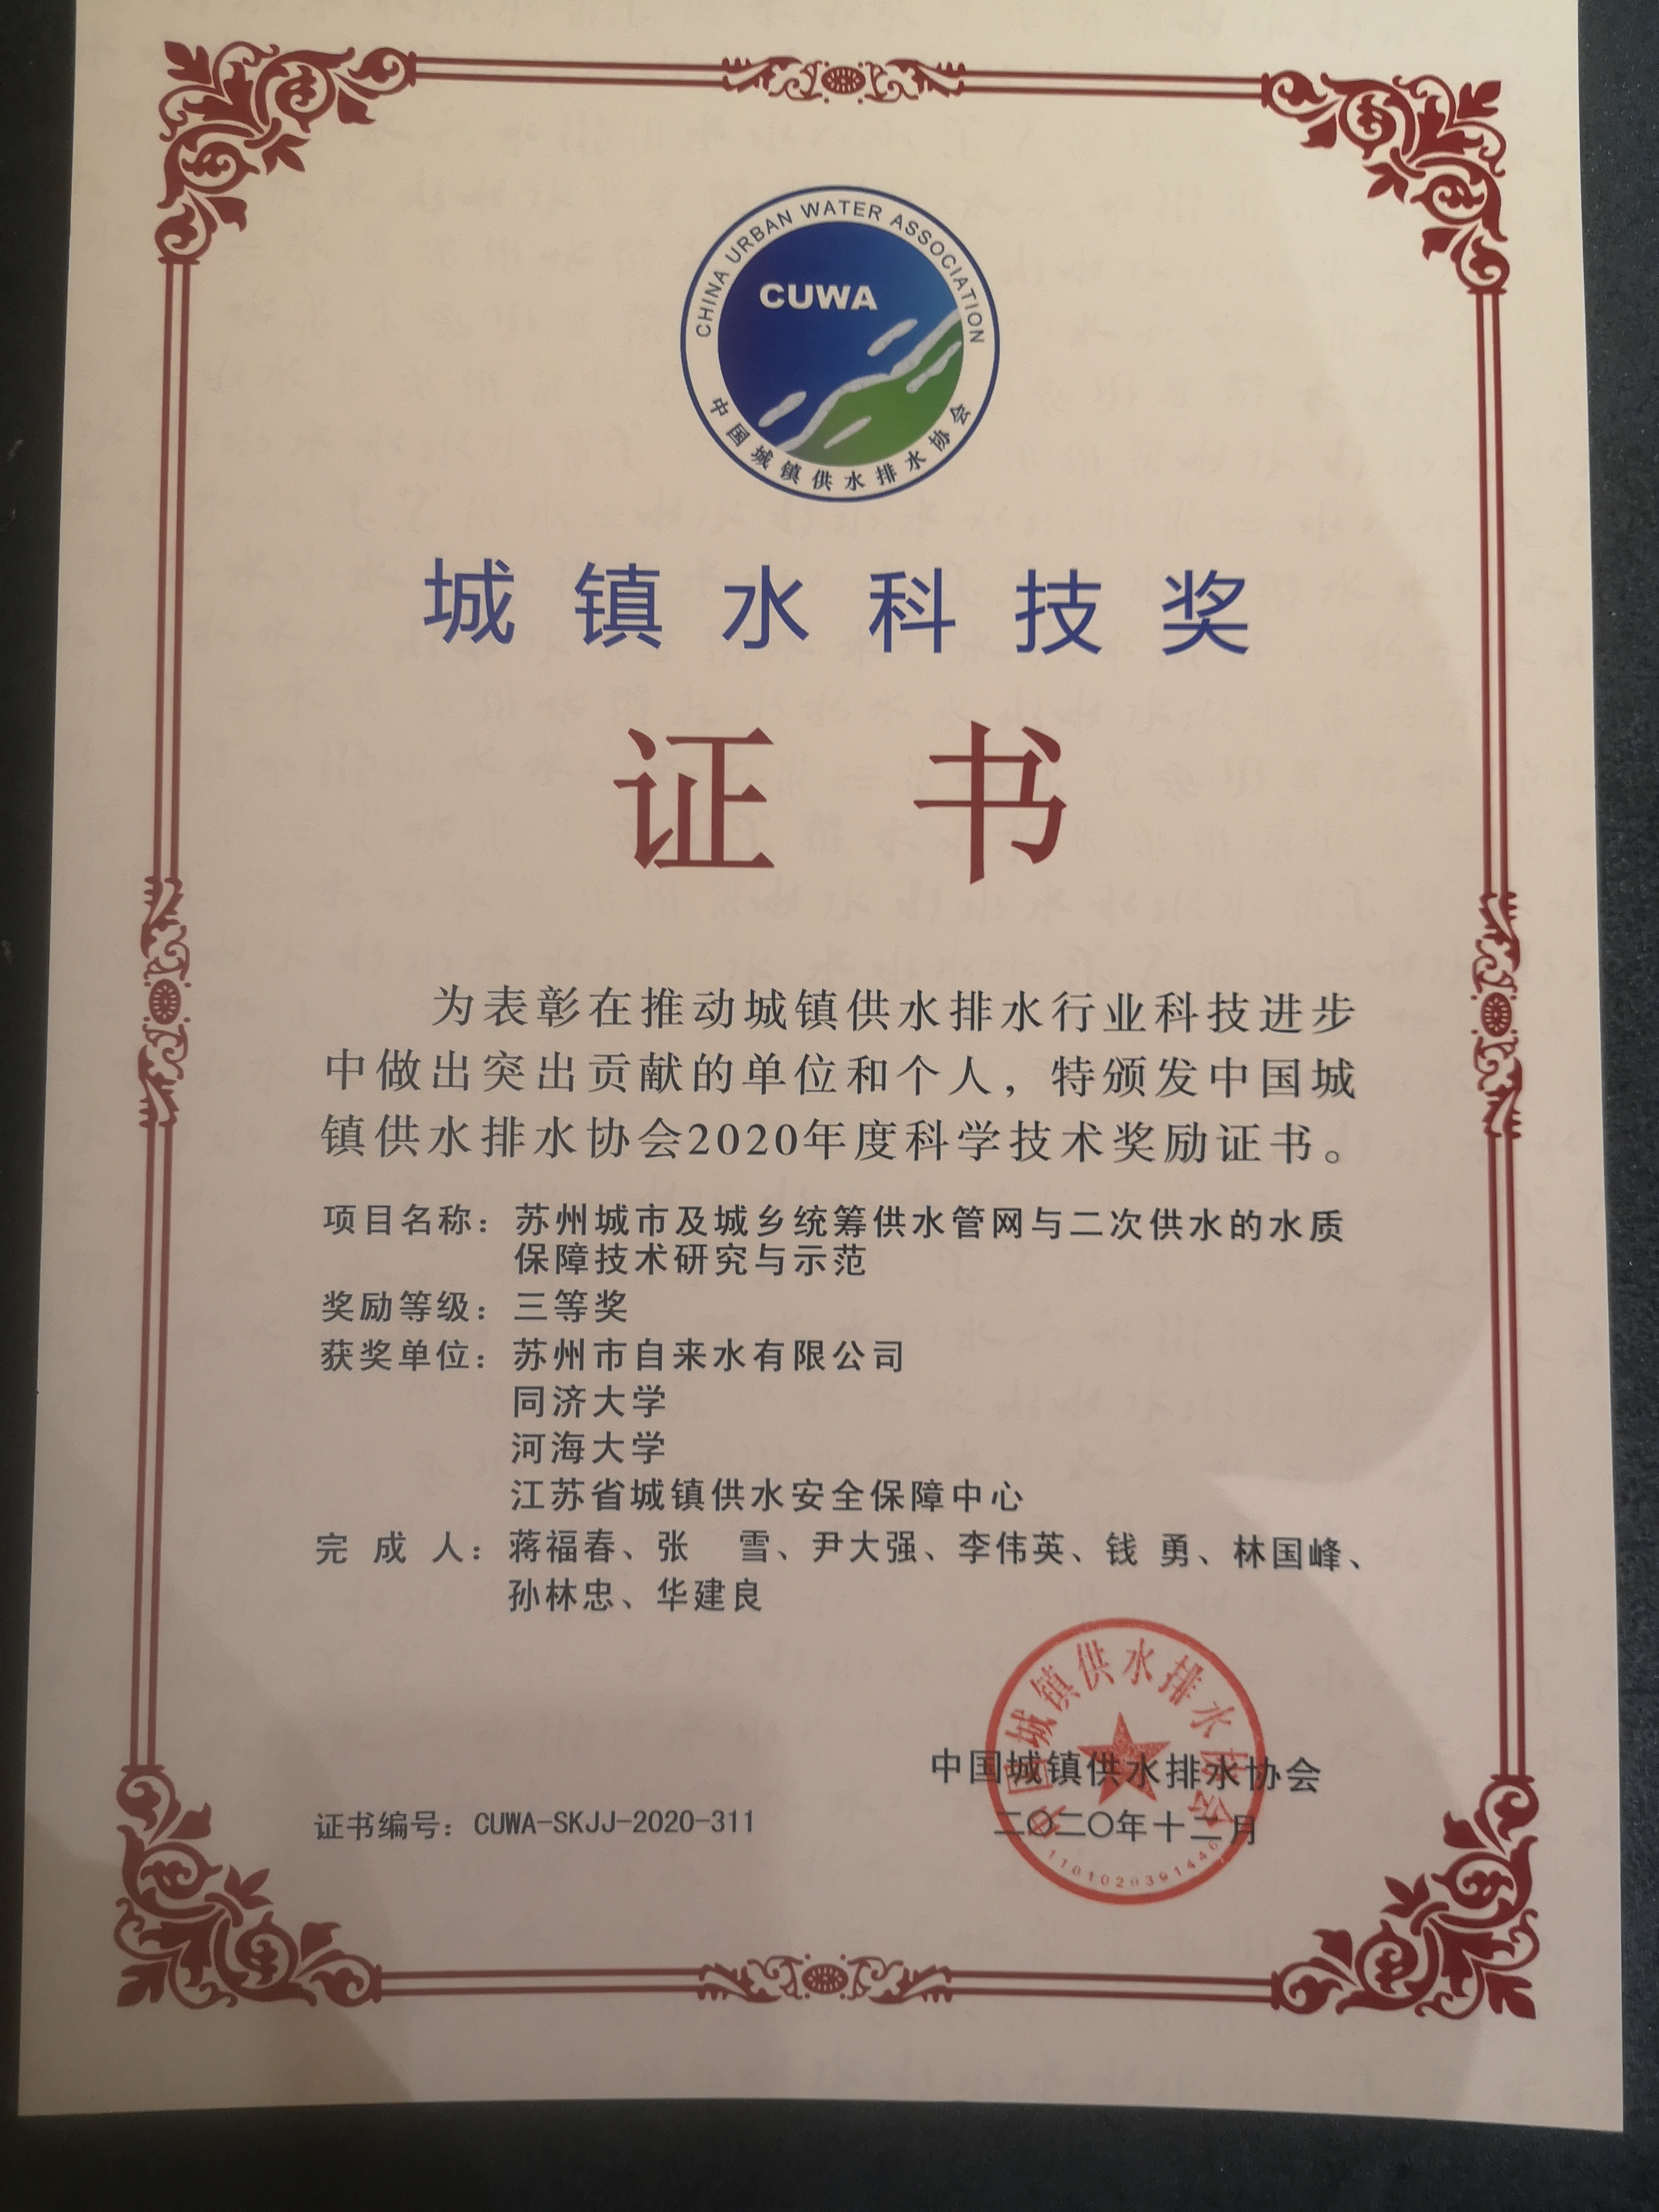 CHINA URBAN WATER ASSOCIATION
CUWA
中国城镇供水排水协会
城镇水科技奖
证书
为表彰在推动城镇供水排水行业科技进步
中做出突出贡献的单位和个人，特颁发中国城
镇供水排水协会2020年度科学技术奖励证书。
项目名称：苏州城市及城乡统筹供水管网与二次供水的水质
保障技术研究与示范
奖励等级：三等奖
获奖单位：苏州市自来水有限公司
同济大学
河海大学
江苏省城镇供水安全保障中心
完 成 人：蒋福春、张 雪、尹大强、李伟英、钱 勇、林国峰、
孙林忠、华建良
中国城镇供水排水协会
中国城镇供水排水协会
二〇二〇年十二月
证书编号：CUWA-SKJJ-2020-311